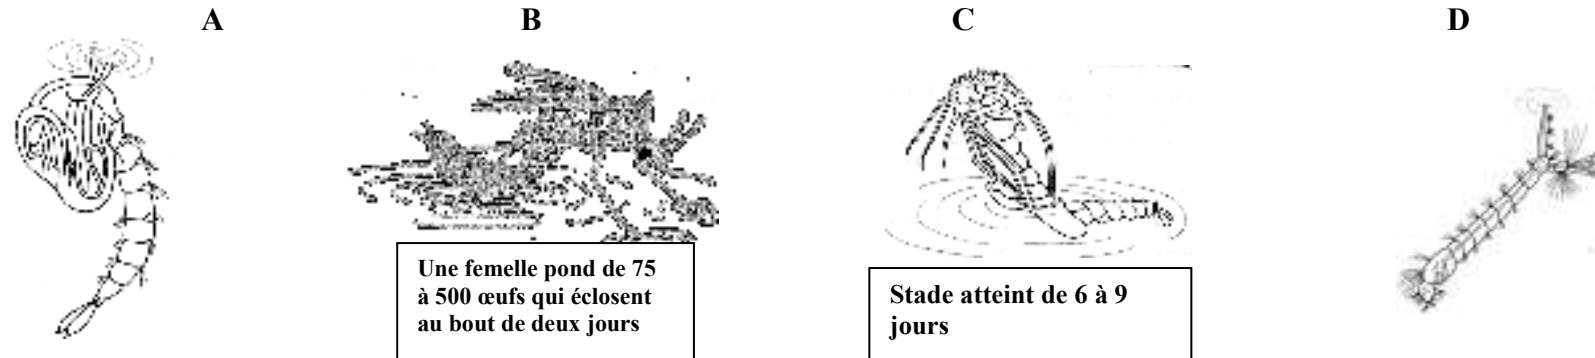 A B C D
Une femelle pond de 75
à 500 œufs qui éclosent
au bout de deux jours
Stade atteint de 6 à 9
jours